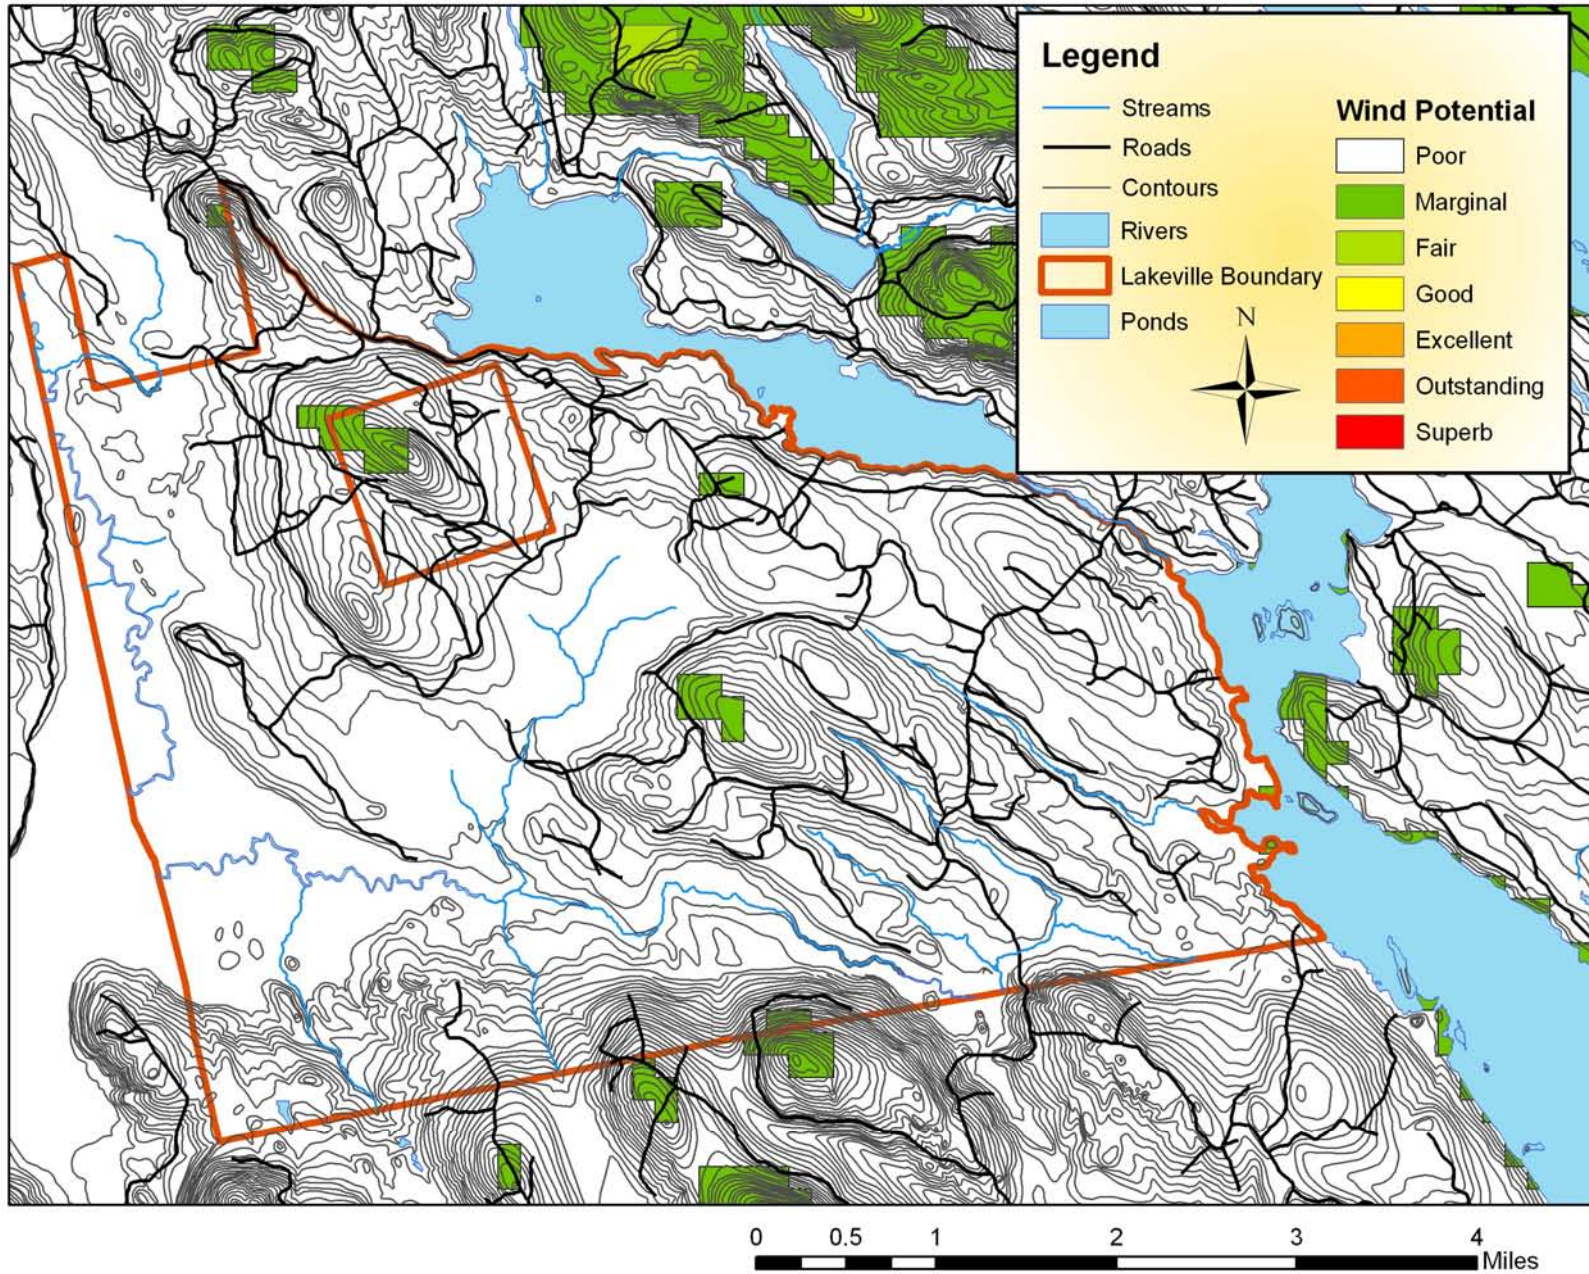 Legend
Streams
Roads
Contours
Rivers
Lakeville Boundary
Ponds
Wind Potential
Poor
Marginal
Fair
Good
Excellent
Outstanding
Superb
N
0 0.5 1 2 3 4
Miles